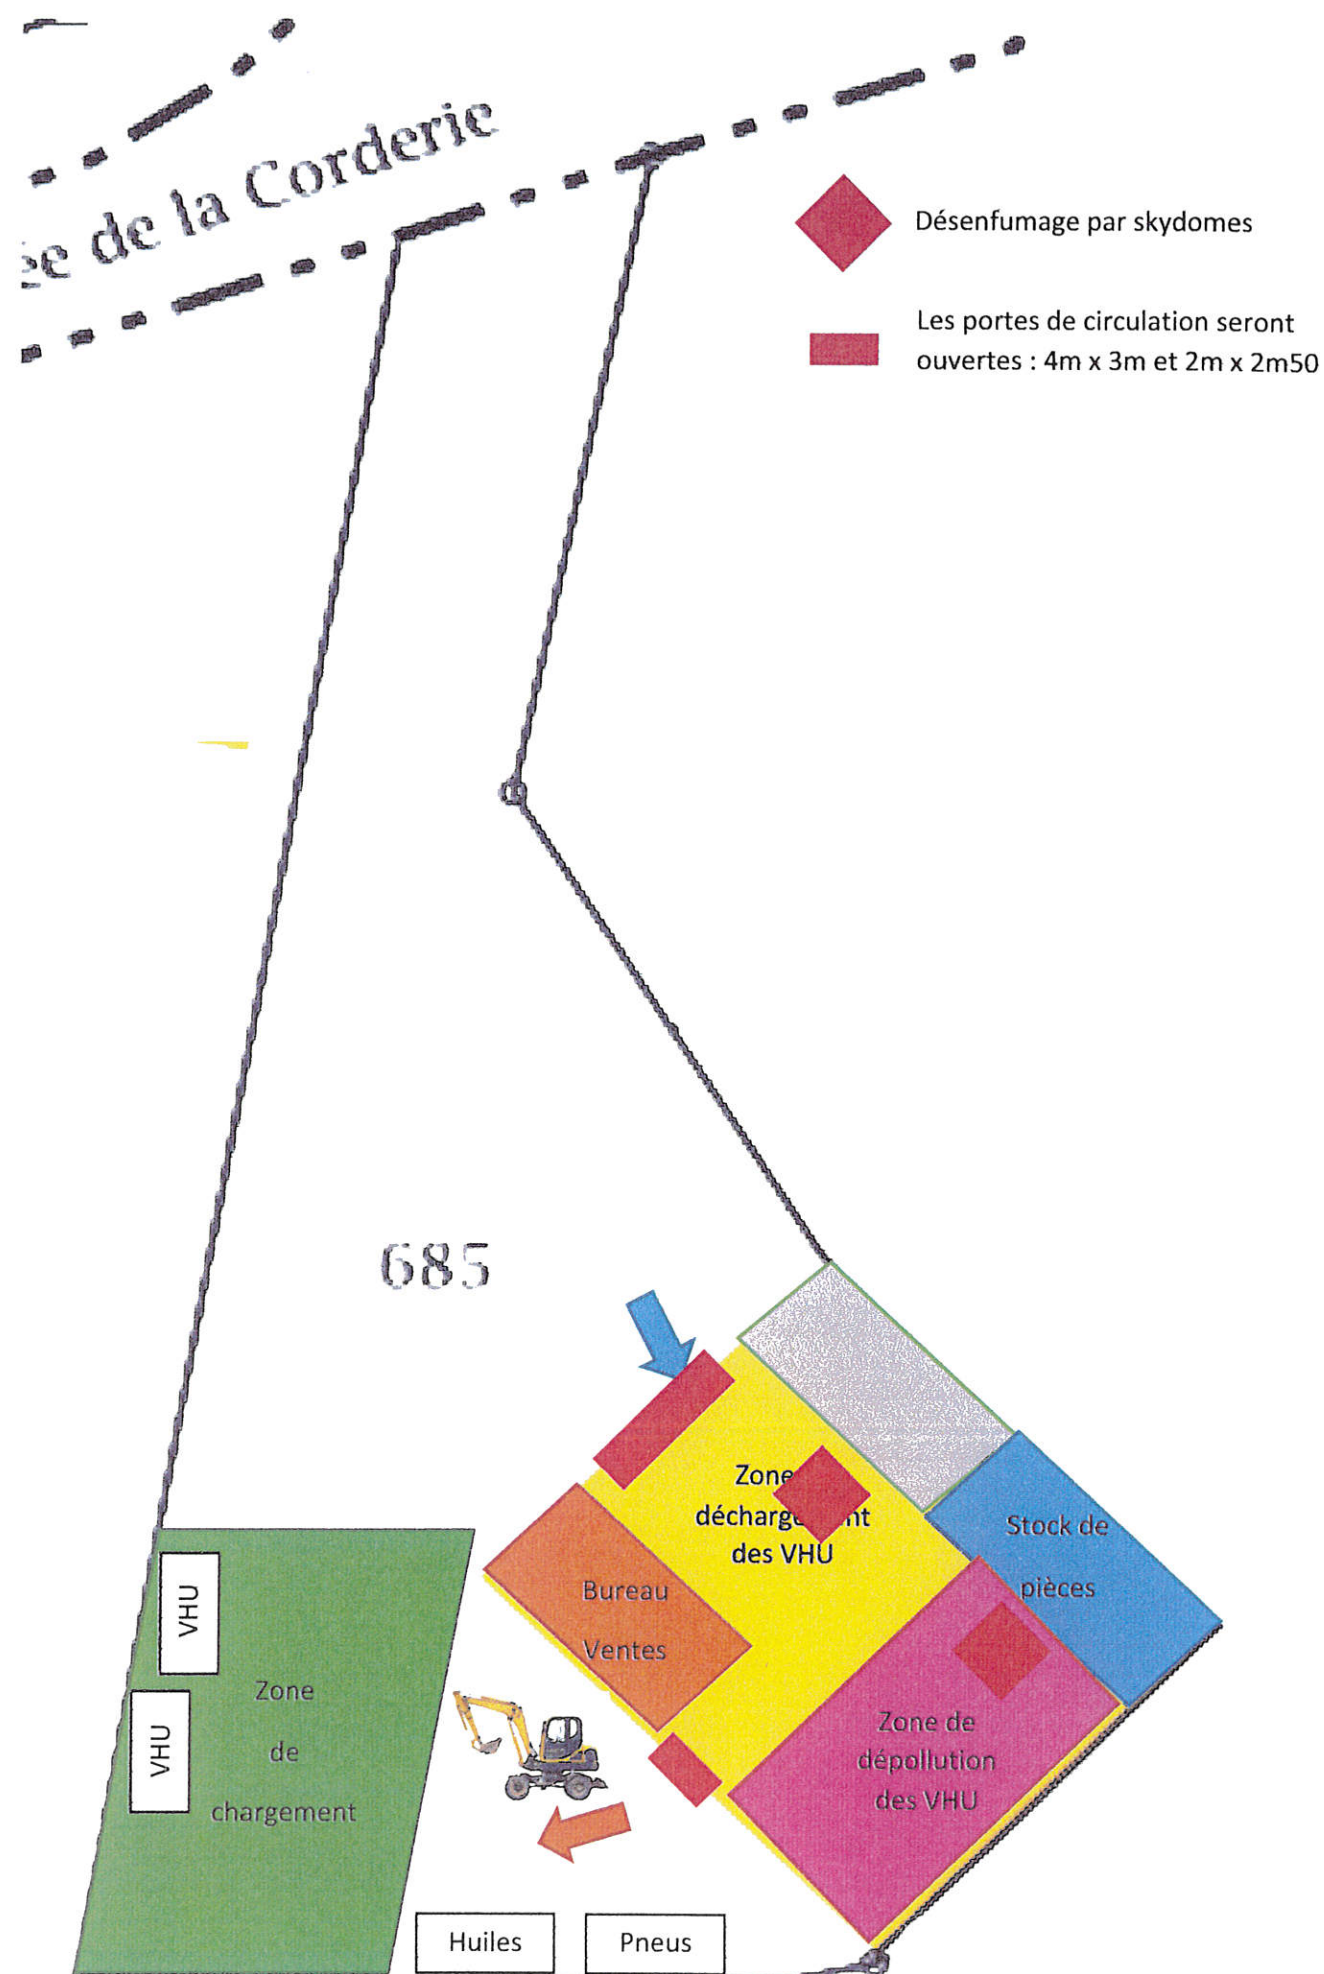 de la Corderie
Désenfumage par skydomes
Les portes de circulation seront
ouvertes : 4m x 3m et 2m x 2m50
685
Zone
des VHU
Stock de
pièces
Bureau
Ventes
VHU
VHU
Zone
de
chargement
Zone de
dépollution
des VHU
Huiles
Pneus